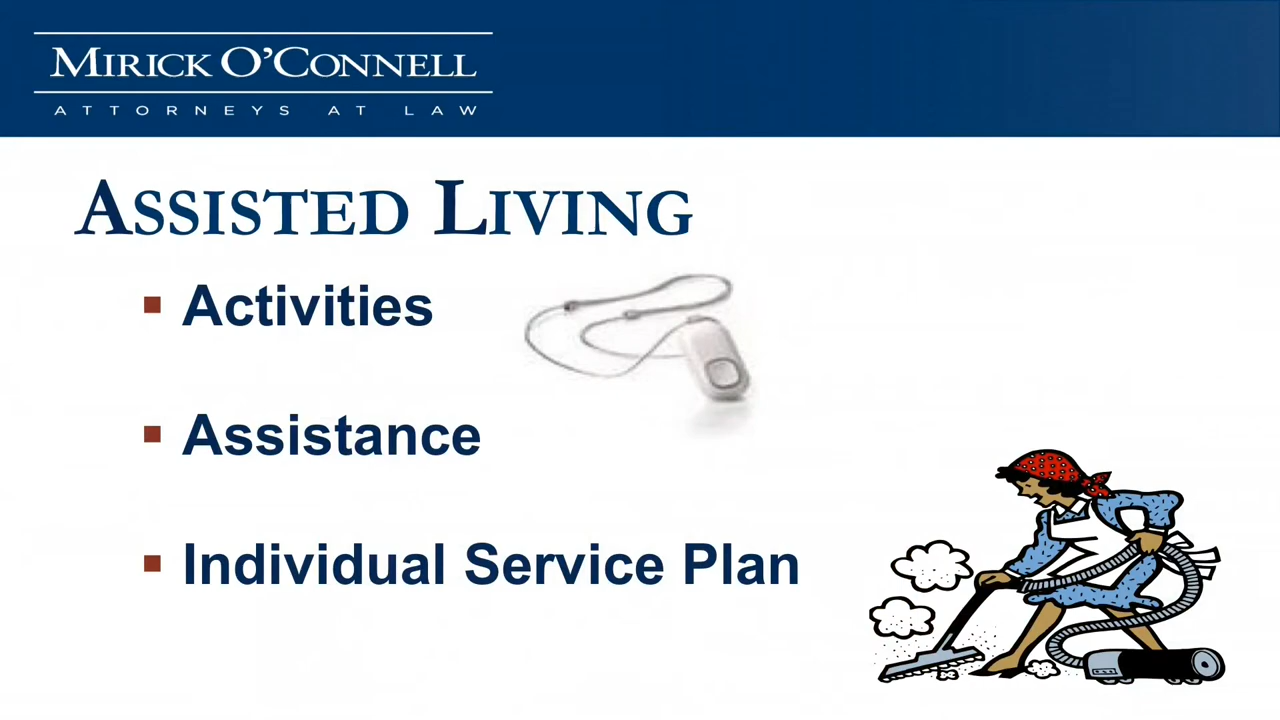 MIRICK O'CONNELL
ATTORNEYS AT LAW
ASSISTED LIVING
▪ Activities
▪ Assistance
▪ Individual Service Plan